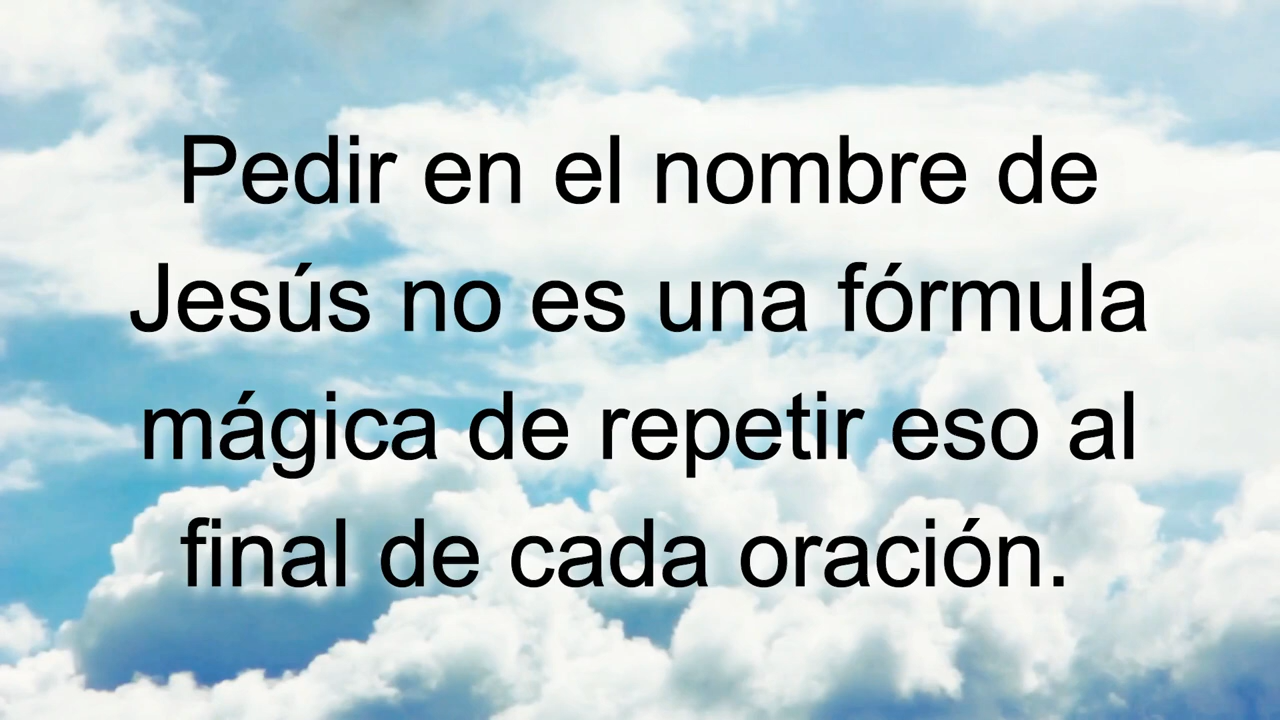 Pedir en el nombre de
Jesús no es una fórmula
mágica de repetir eso al
final de cada oración.